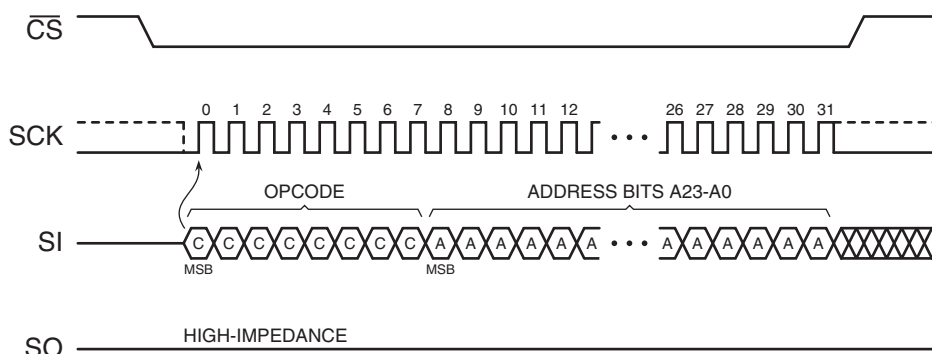 CS
SCK
0 1 2 3 4 5 6 7 8 9 10 11 12 26 27 28 29 30 31
OPCODE
ADDRESS BITS A23-A0
SI
C C C C C C C C A A A A A A A A A A A A
MSB
MSB
SO
HIGH-IMPEDANCE